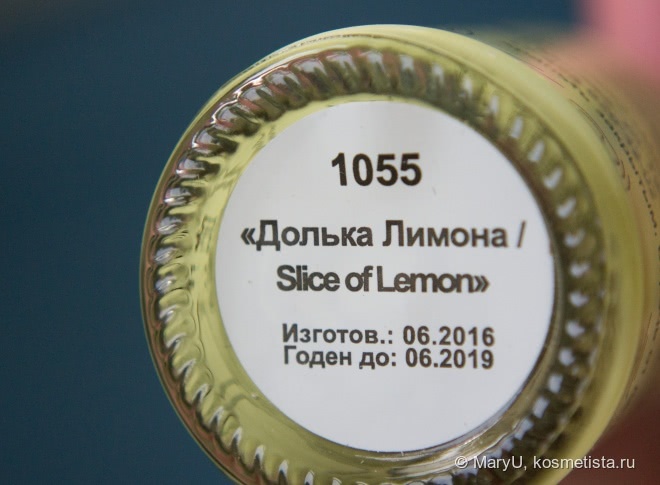 1055
«Долька Лимона /
Slice of Lemon»
Изготов.: 06.2016
Годен до: 06.2019
© MaryU, kosmetista.ru